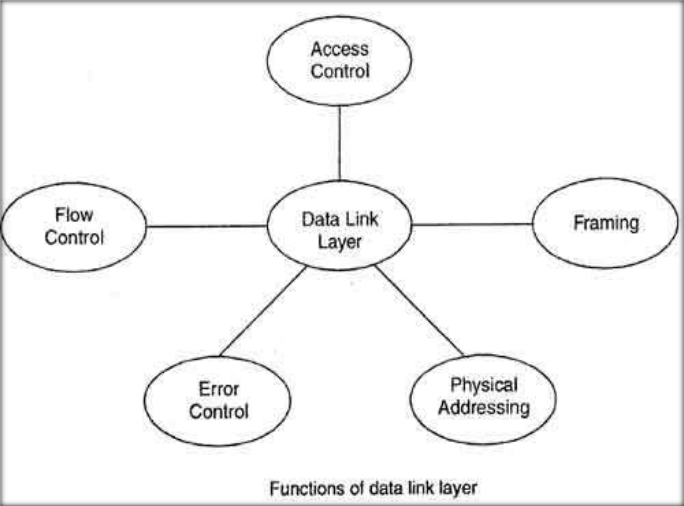 Access
Control
Flow
Control
Data Link
Layer
Framing
Error
Control
Physical
Addressing
Functions of data link layer